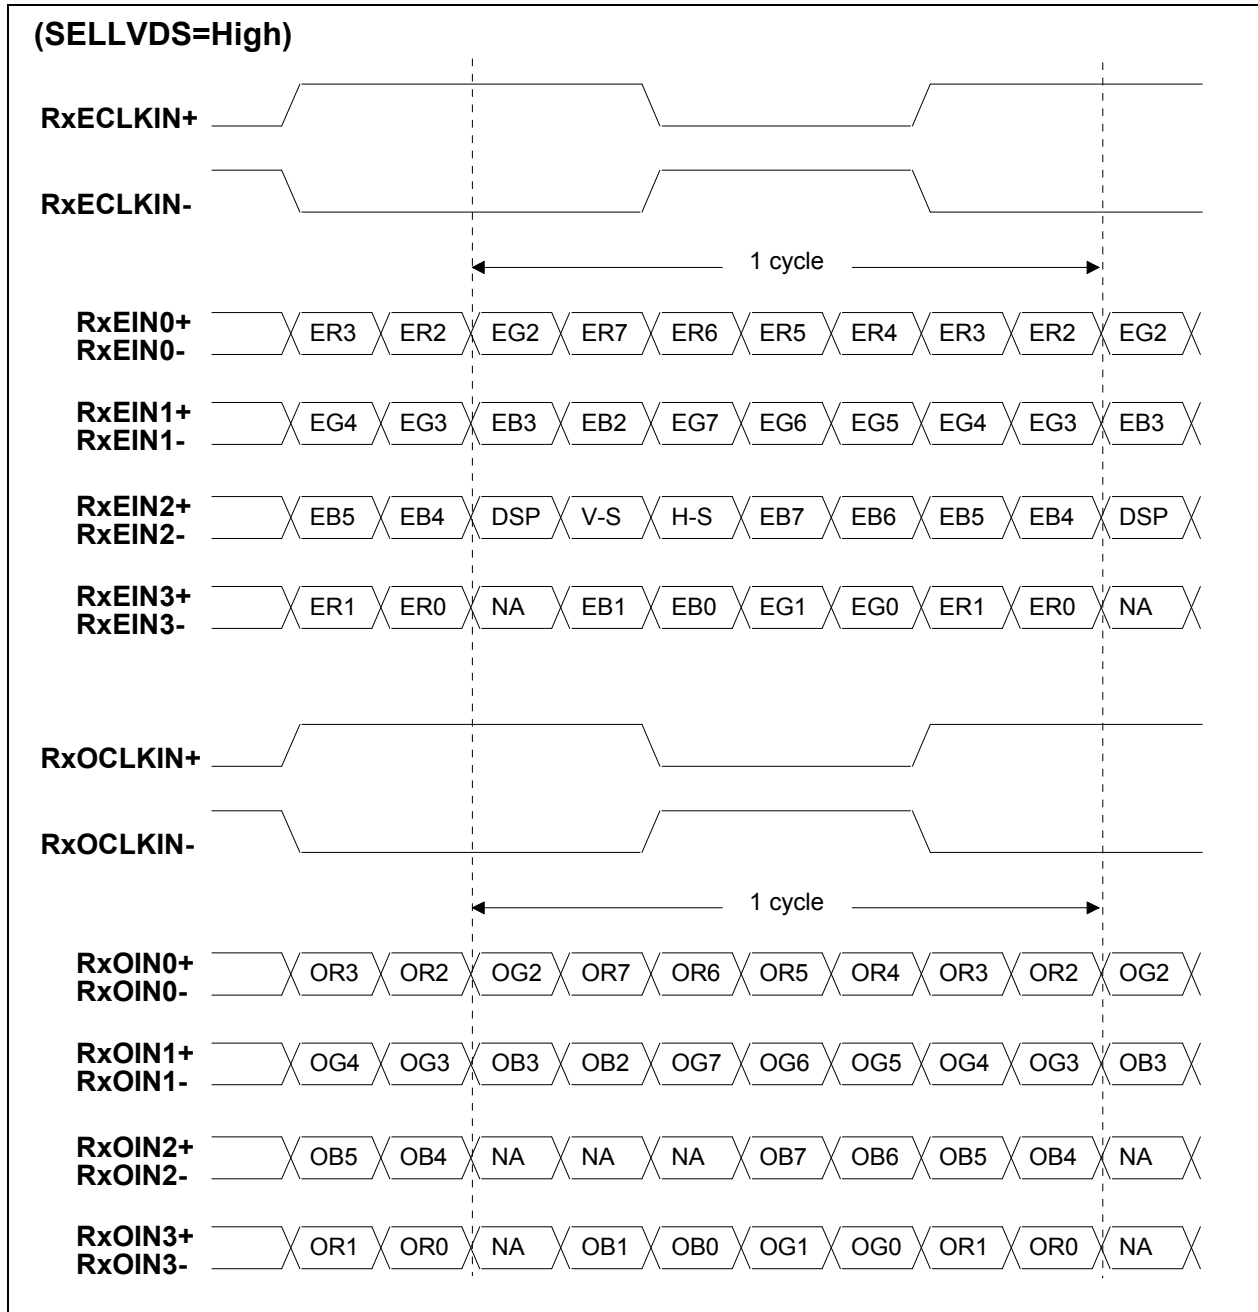 (SELLVDS=High)
RxECLKIN+
RxECLKIN-
1 cycle
RxEIN0+
RxEIN0-
ER3 ER2 EG2 ER7 ER6 ER5 ER4 ER3 ER2 EG2
RxEIN1+
RxEIN1-
EG4 EG3 EB3 EB2 EG7 EG6 EG5 EG4 EG3 EB3
RxEIN2+
RxEIN2-
EB5 EB4 DSP V-S H-S EB7 EB6 EB5 EB4 DSP
RxEIN3+
RxEIN3-
ER1 ER0 NA EB1 EB0 EG1 EG0 ER1 ER0 NA
RxOCLKIN+
RxOCLKIN-
1 cycle
RxOIN0+
RxOIN0-
OR3 OR2 OG2 OR7 OR6 OR5 OR4 OR3 OR2 OG2
RxOIN1+
RxOIN1-
OG4 OG3 OB3 OB2 OG7 OG6 OG5 OG4 OG3 OB3
RxOIN2+
RxOIN2-
OB5 OB4 NA NA NA OB7 OB6 OB5 OB4 NA
RxOIN3+
RxOIN3-
OR1 OR0 NA OB1 OB0 OG1 OG0 OR1 OR0 NA